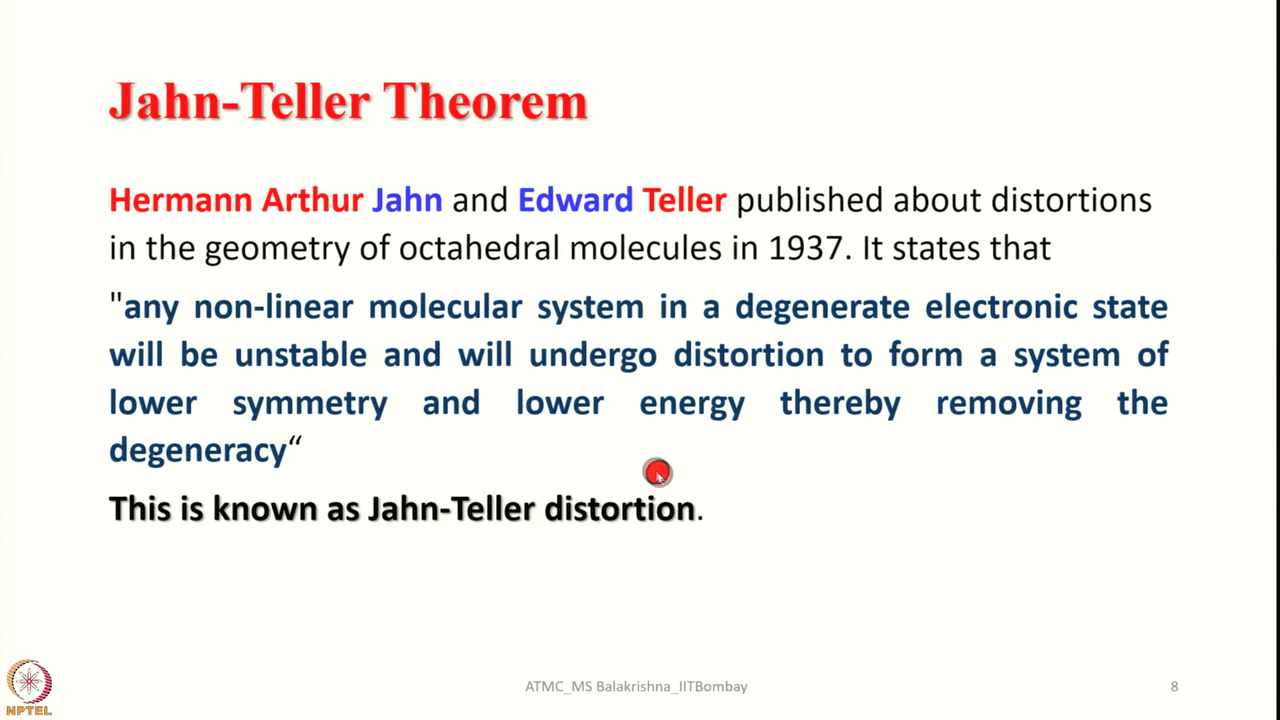 Jahn-Teller Theorem
Hermann Arthur Jahn and Edward Teller published about distortions
in the geometry of octahedral molecules in 1937. It states that
"any non-linear molecular system in a degenerate electronic state
will be unstable and will undergo distortion to form a system of
lower symmetry and lower energy thereby removing the
degeneracy“
This is known as Jahn-Teller distortion.
NPTEL
ATMC_MS Balakrishna_IITBombay
8